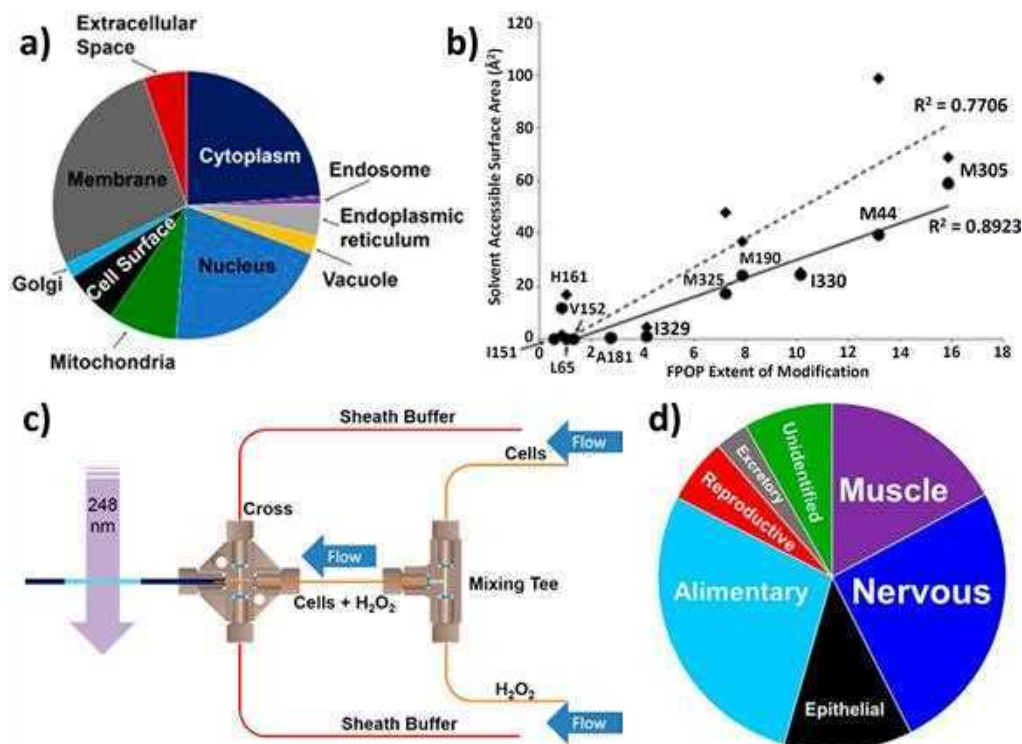 a)
Extracellular
Space
Cytoplasm
Endosome
Endoplasmic
reticulum
Vacuole
Nucleus
Mitochondria
Cell Surface
Golgi
Membrane
b)
Solvent Accessible Surface Area (Å²)
120
100
80
60
40
20
0
0
2
4
6
8
10
12
14
16
18
FPOP Extent of Modification
R² = 0.7706
M305
R² = 0.8923
M44
I330
M190
M325
I329
A181
H161
V152
L65
I151
c)
Sheath Buffer
Flow
Cells
248
nm
Cross
Flow
Cells + H₂O₂
Mixing Tee
H₂O₂
Flow
Sheath Buffer
d)
Unidentified
Excretory
Reproductive
Muscle
Alimentary
Nervous
Epithelial